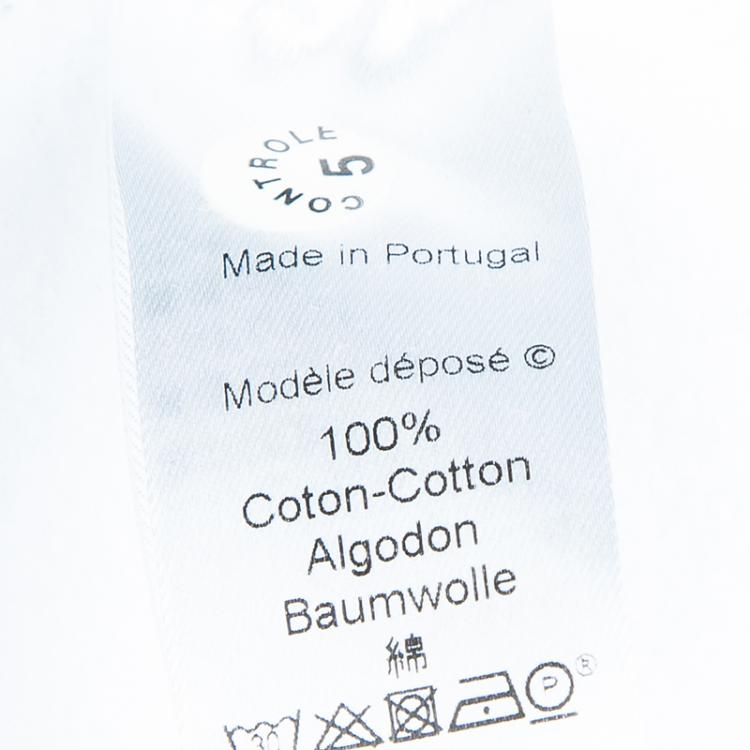 CONTROLE
5
Made in Portugal
Modèle déposé ©
100%
Coton-Cotton
Algodon
Baumwolle
綿
30
P
®